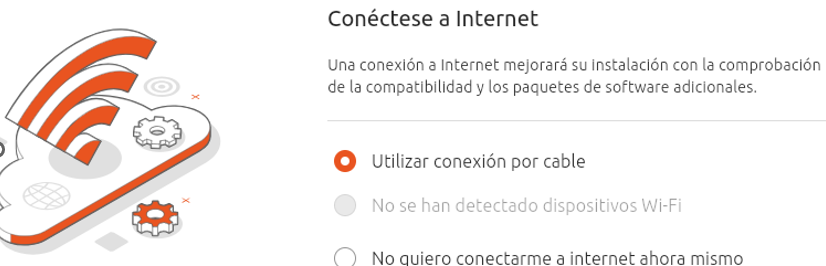 Conéctese a Internet
Una conexión a Internet mejorará su instalación con la comprobación
de la compatibilidad y los paquetes de software adicionales.
Utilizar conexión por cable
No se han detectado dispositivos Wi-Fi
No quiero conectarme a internet ahora mismo